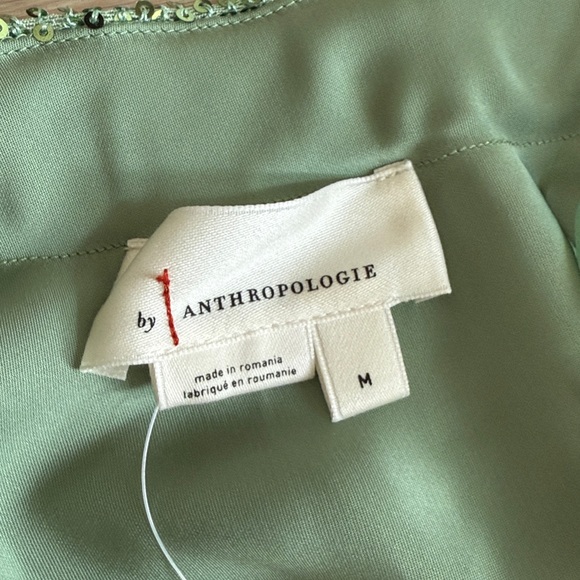 by ANTHROPOLOGIE
made in romania
fabriqué en roumanie
M